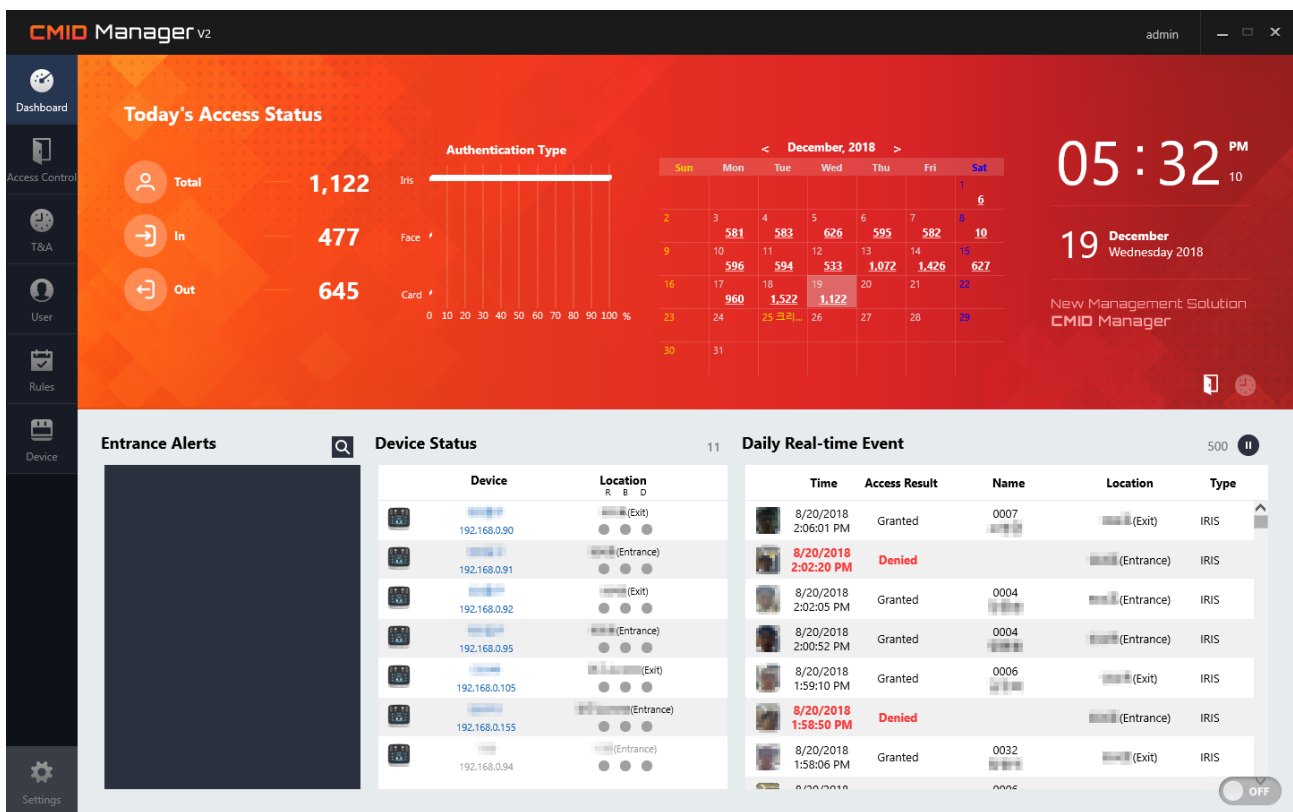 CMID Manager V2
admin
Dashboard
Access Control
T&A
User
Rules
Device
Settings
Today's Access Status
Total 1,122
In 477
Out 645
Authentication Type
Iris
Face
Card
0 10 20 30 40 50 60 70 80 90 100 %
< December, 2018 >
Sun Mon Tue Wed Thu Fri Sat
1
6
2 3 4 5 6 7 8
581 583 626 595 582 10
9 10 11 12 13 14 15
596 594 533 1,072 1,426 627
16 17 18 19 20 21 22
960 1,522 1,122
23 24 25 크리... 26 27 28 29
30 31
05 : 32 PM
10
19 December
Wednesday 2018
New Management Solution
CMID Manager
Entrance Alerts
Device Status 11
Device Location
R B D
(Exit)
192.168.0.90
(Entrance)
192.168.0.91
(Exit)
192.168.0.92
(Entrance)
192.168.0.95
(Exit)
192.168.0.105
(Entrance)
192.168.0.155
(Entrance)
192.168.0.94
Daily Real-time Event 500
Time Access Result Name Location Type
8/20/2018 0007
2:06:01 PM Granted (Exit) IRIS
8/20/2018
2:02:20 PM Denied (Entrance) IRIS
8/20/2018 0004
2:02:05 PM Granted (Entrance) IRIS
8/20/2018 0004
2:00:52 PM Granted (Entrance) IRIS
8/20/2018 0006
1:59:10 PM Granted (Exit) IRIS
8/20/2018
1:58:50 PM Denied (Entrance) IRIS
8/20/2018 0032
1:58:06 PM Granted (Exit) IRIS
OFF